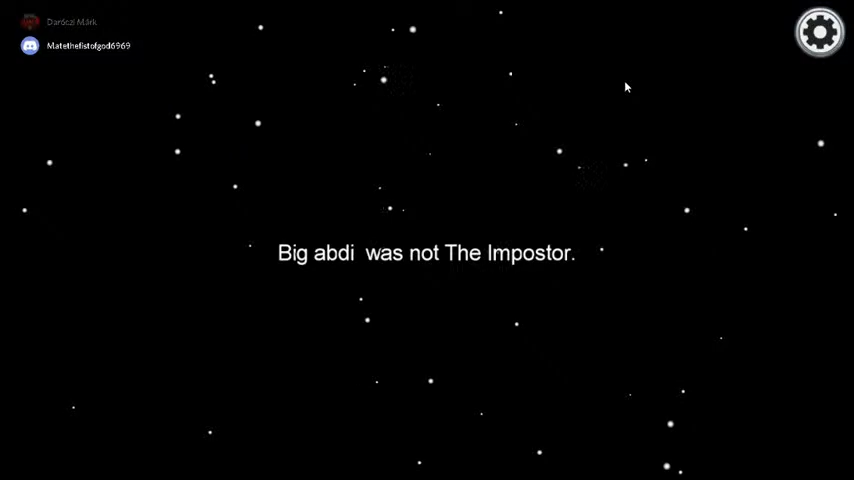 Daróczi Márk
Matethefistofgod6969
Big abdi  was not The Impostor.